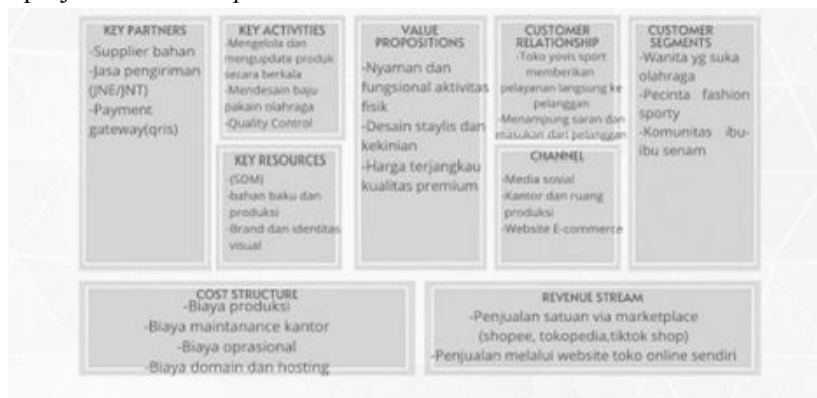 KEY PARTNERS
-Supplier bahan
-Jasa pengiriman
(JNE/JNT)
-Payment
gateway(qris)
KEY ACTIVITIES
-Mengelola dan
mengupdate produk
secara berkala
-Mendesain baju
pakain olahraga
-Quality Control
KEY RESOURCES
-(SDM)
-bahan baku dan
produksi
-Brand dan identitas
visual
VALUE
PROPOSITIONS
-Nyaman dan
fungsional aktivitas
fisik
-Desain staylis dan
kekinian
-Harga terjangkau
kualitas premium
CUSTOMER
RELATIONSHIP
-Toko yovis sport
memberikan
pelayanan langsung ke
pelanggan
-Menampung saran dan
masukan dari pelanggan
CHANNEL
-Media sosial
-Kantor dan ruang
produksi
-Website E-commerce
CUSTOMER
SEGMENTS
-Wanita yg suka
olahraga
-Pecinta fashion
sporty
-Komunitas ibu-
ibu senam
COST STRUCTURE
-Biaya produksi
-Biaya maintanance kantor
-Biaya oprasional
-Biaya domain dan hosting
REVENUE STREAM
-Penjualan satuan via marketplace
(shopee, tokopedia,tiktok shop)
-Penjualan melalui website toko online sendiri